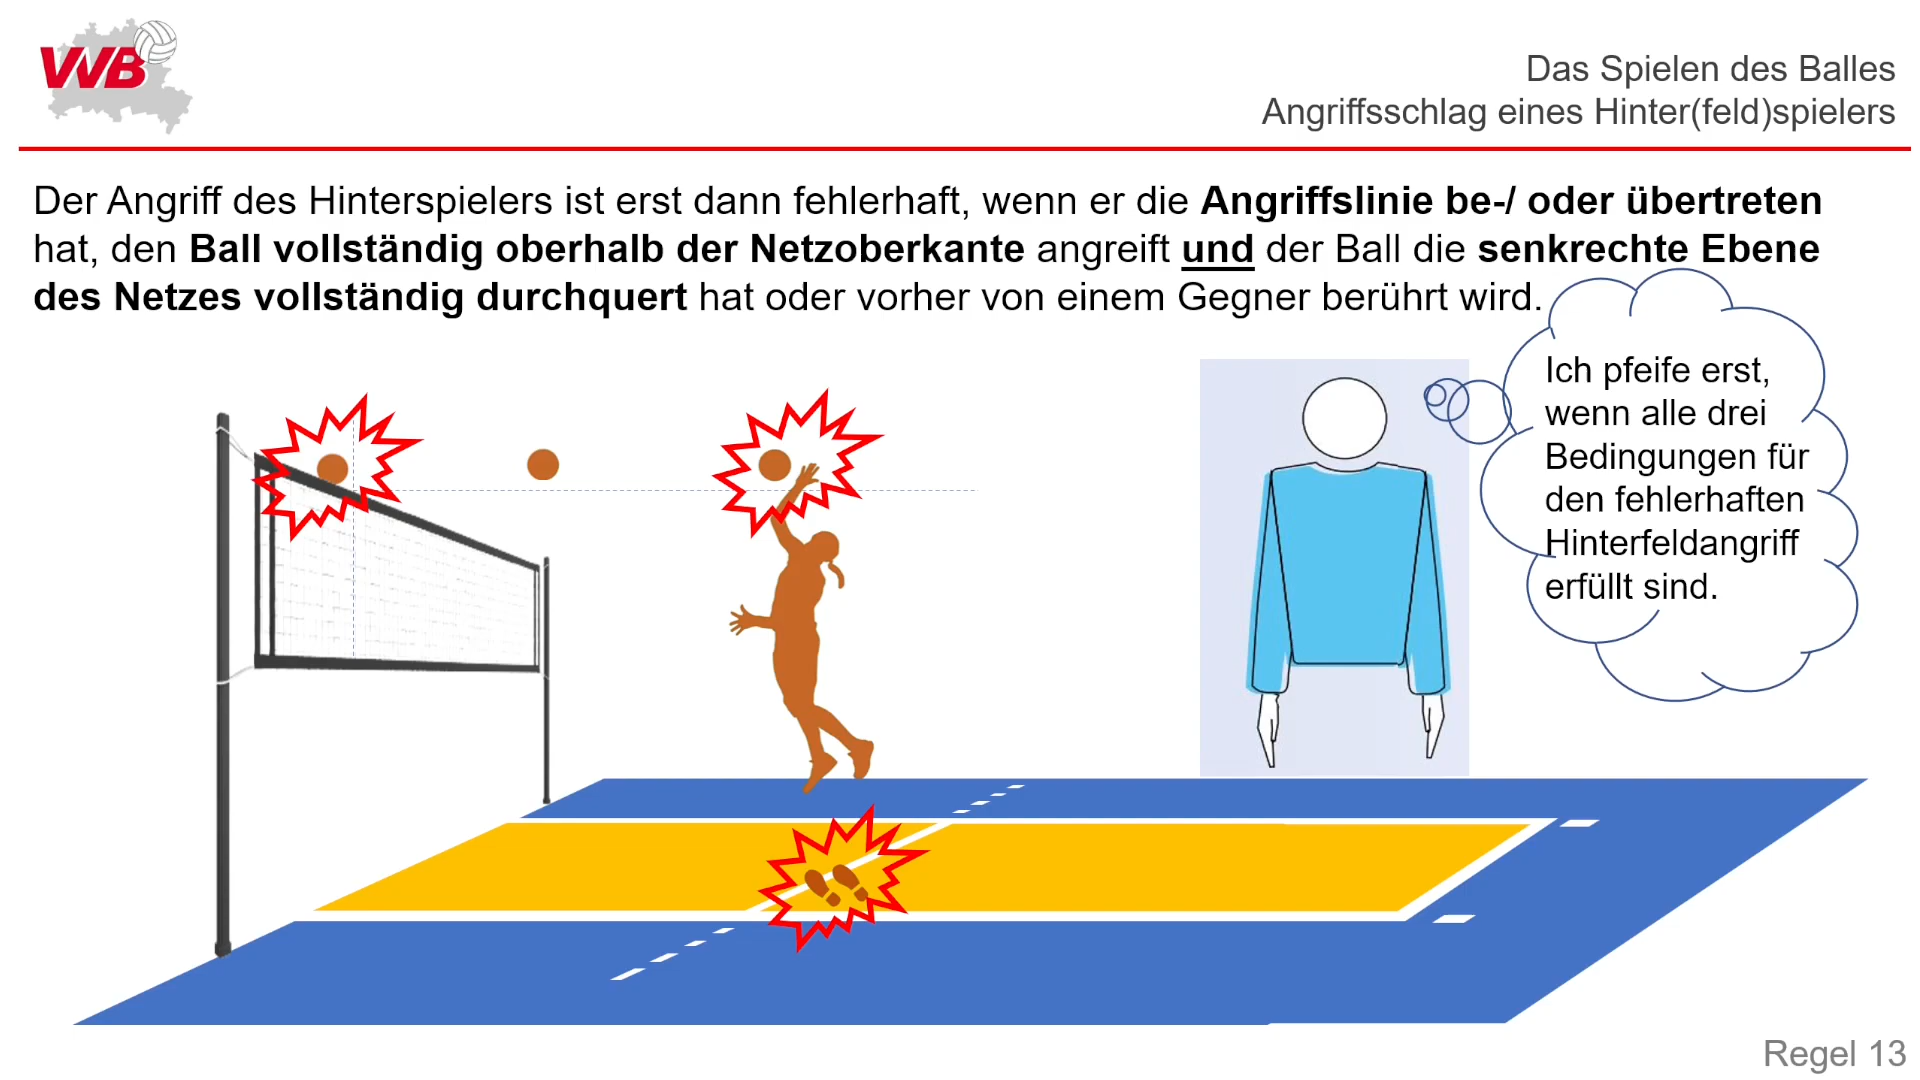 VVB
Das Spielen des Balles
Angriffsschlag eines Hinter(feld)spielers
Der Angriff des Hinterspielers ist erst dann fehlerhaft, wenn er die Angriffslinie be-/ oder übertreten
hat, den Ball vollständig oberhalb der Netzoberkante angreift und der Ball die senkrechte Ebene
des Netzes vollständig durchquert hat oder vorher von einem Gegner berührt wird.
Ich pfeife erst,
wenn alle drei
Bedingungen für
den fehlerhaften
Hinterfeldangriff
erfüllt sind.
Regel 13